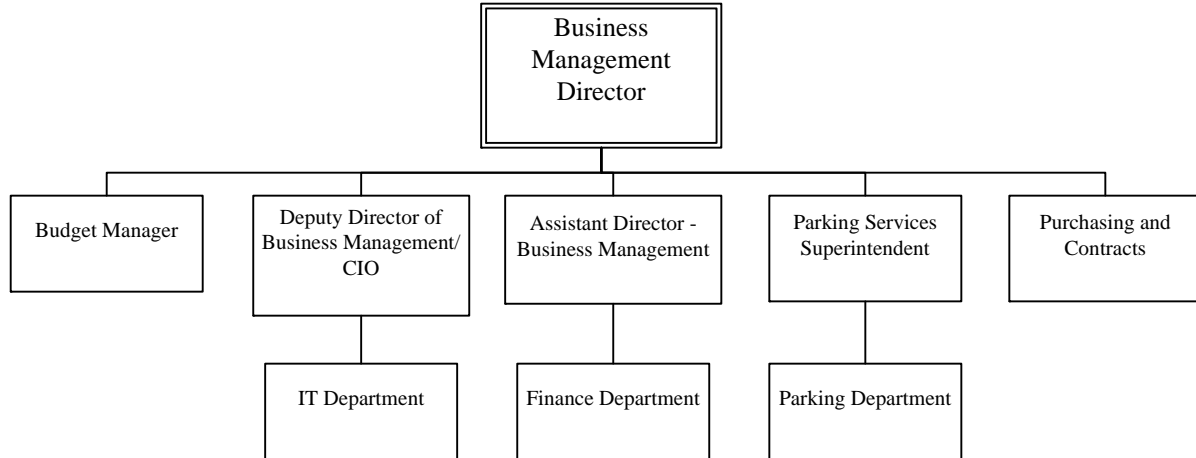 Business
Management
Director
Budget Manager
Deputy Director of
Business Management/
CIO
Assistant Director -
Business Management
Parking Services
Superintendent
Purchasing and
Contracts
IT Department
Finance Department
Parking Department